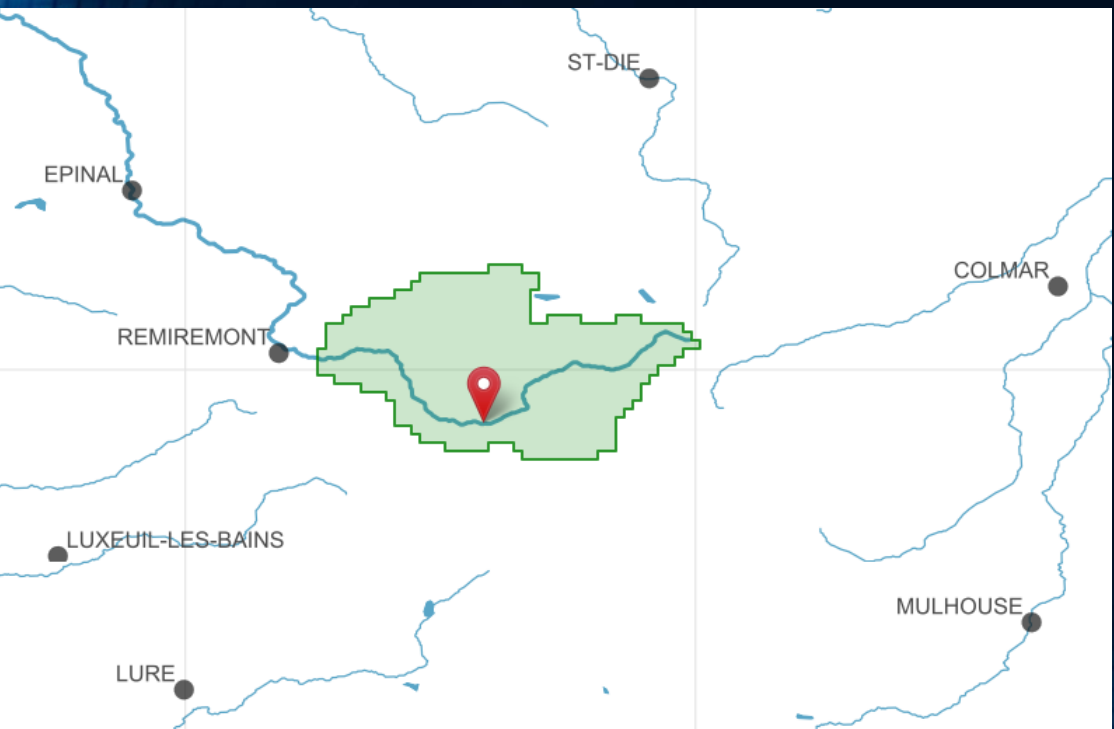 ST-DIE
EPINAL
COLMAR
REMIREMONT
LUXEUIL-LES-BAINS
MULHOUSE
LURE